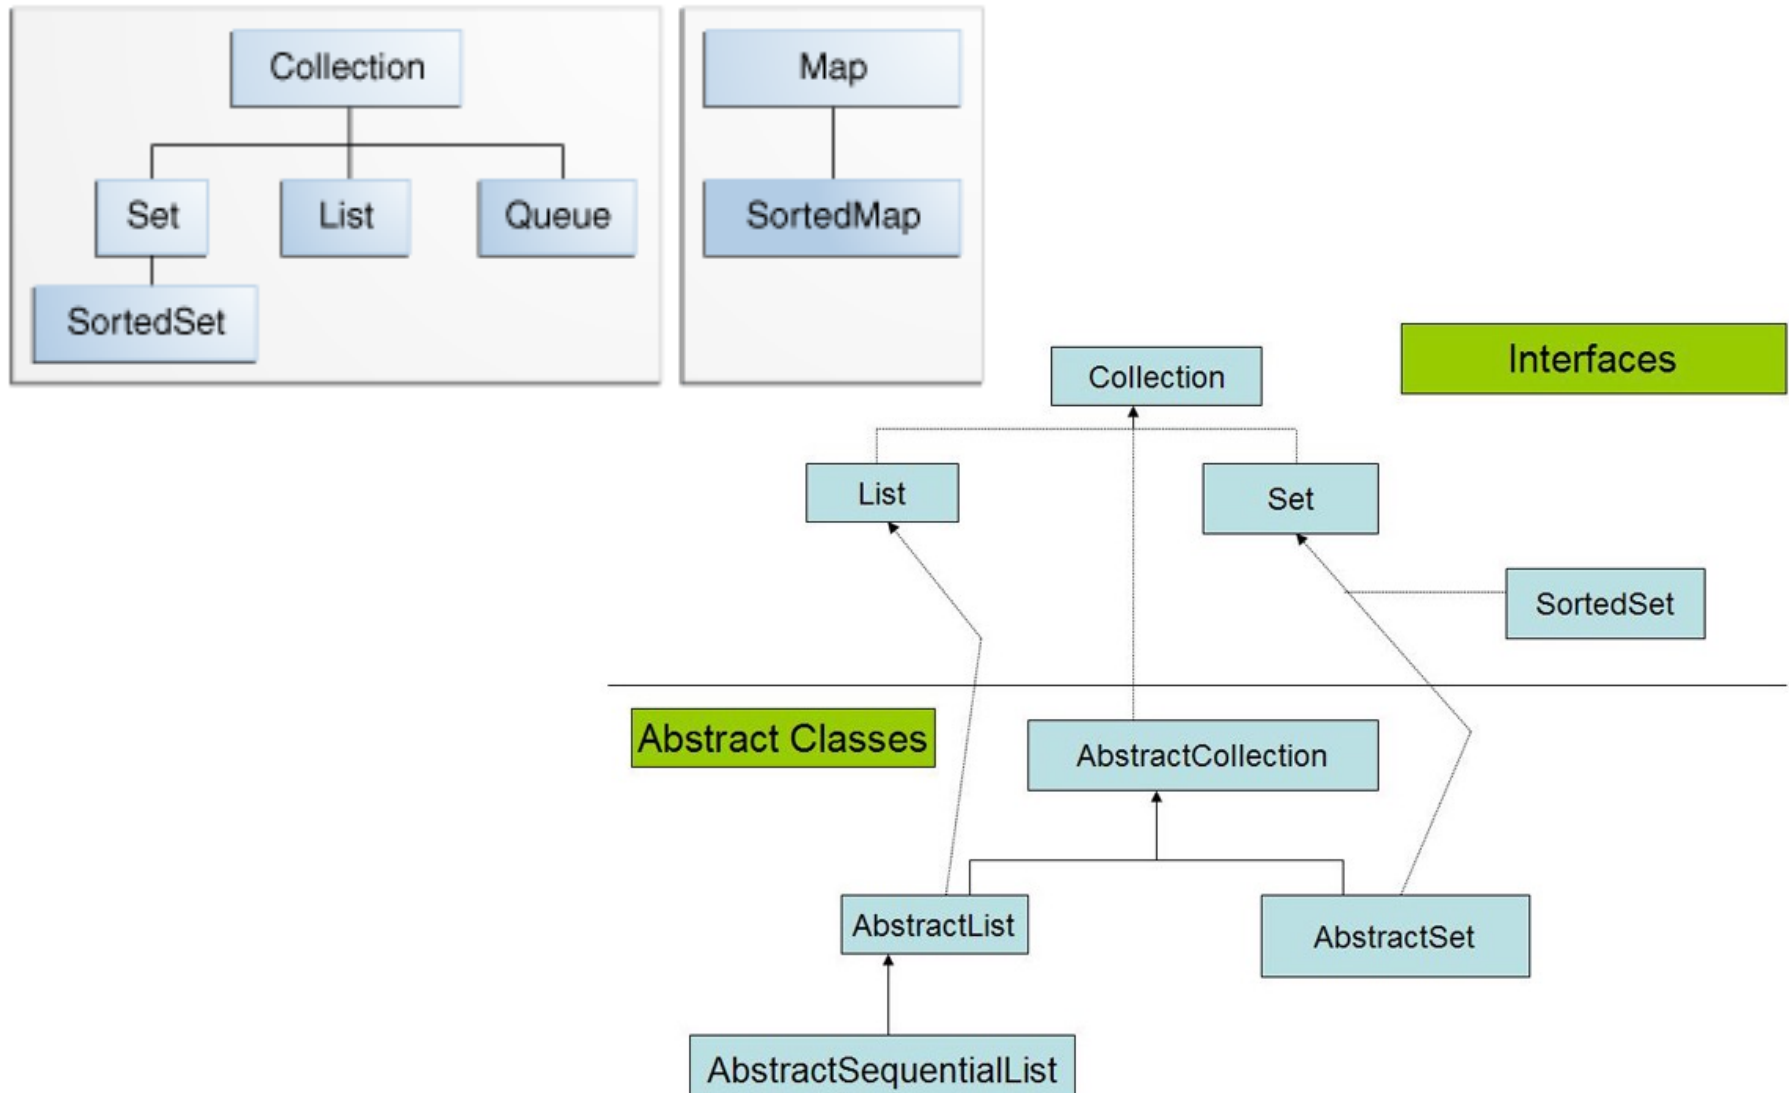 Collection
Map
Set
List
Queue
SortedMap
SortedSet
Interfaces
Collection
List
Set
SortedSet
Abstract Classes
AbstractCollection
AbstractList
AbstractSet
AbstractSequentialList